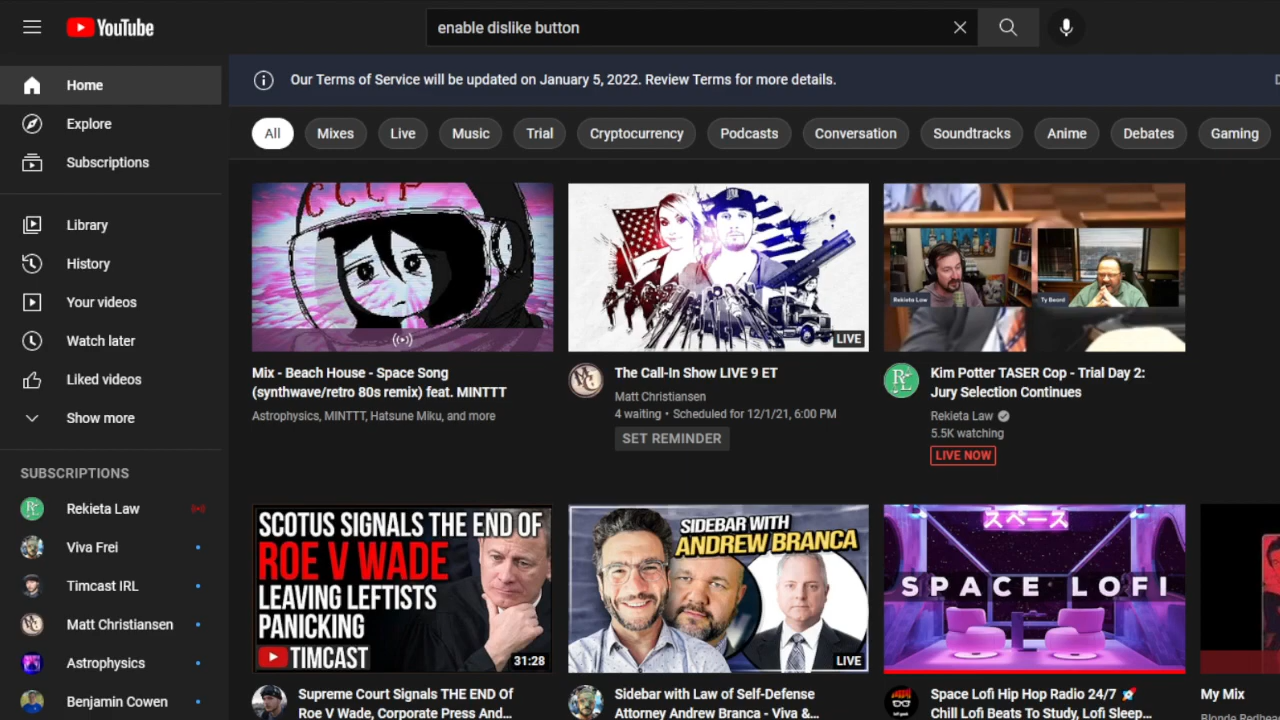 YouTube
enable dislike button
Home
Explore
Subscriptions
Library
History
Your videos
Watch later
Liked videos
Show more
SUBSCRIPTIONS
Rekieta Law
Viva Frei
Timcast IRL
Matt Christiansen
Astrophysics
Benjamin Cowen
Our Terms of Service will be updated on January 5, 2022. Review Terms for more details.
All
Mixes
Live
Music
Trial
Cryptocurrency
Podcasts
Conversation
Soundtracks
Anime
Debates
Gaming
CCCP
Mix - Beach House - Space Song
(synthwave/retro 80s remix) feat. MINTTT
Astrophysics, MINTTT, Hatsune Miku, and more
LIVE
MC
The Call-In Show LIVE 9 ET
Matt Christiansen
4 waiting • Scheduled for 12/1/21, 6:00 PM
SET REMINDER
Rekieta Law
Ty Beard
RL
Kim Potter TASER Cop - Trial Day 2:
Jury Selection Continues
Rekieta Law
5.5K watching
LIVE NOW
SCOTUS SIGNALS THE END OF
ROE V WADE
LEAVING LEFTISTS
PANICKING
TIMCAST
31:28
Supreme Court Signals THE END Of
Roe V Wade, Corporate Press And...
SIDEBAR WITH
ANDREW BRANCA
LIVE
Sidebar with Law of Self-Defense
Attorney Andrew Branca - Viva &...
スペース
SPACE LOFI
Space Lofi Hip Hop Radio 24/7 🚀
Chill Lofi Beats To Study, Lofi Sleep...
My Mix